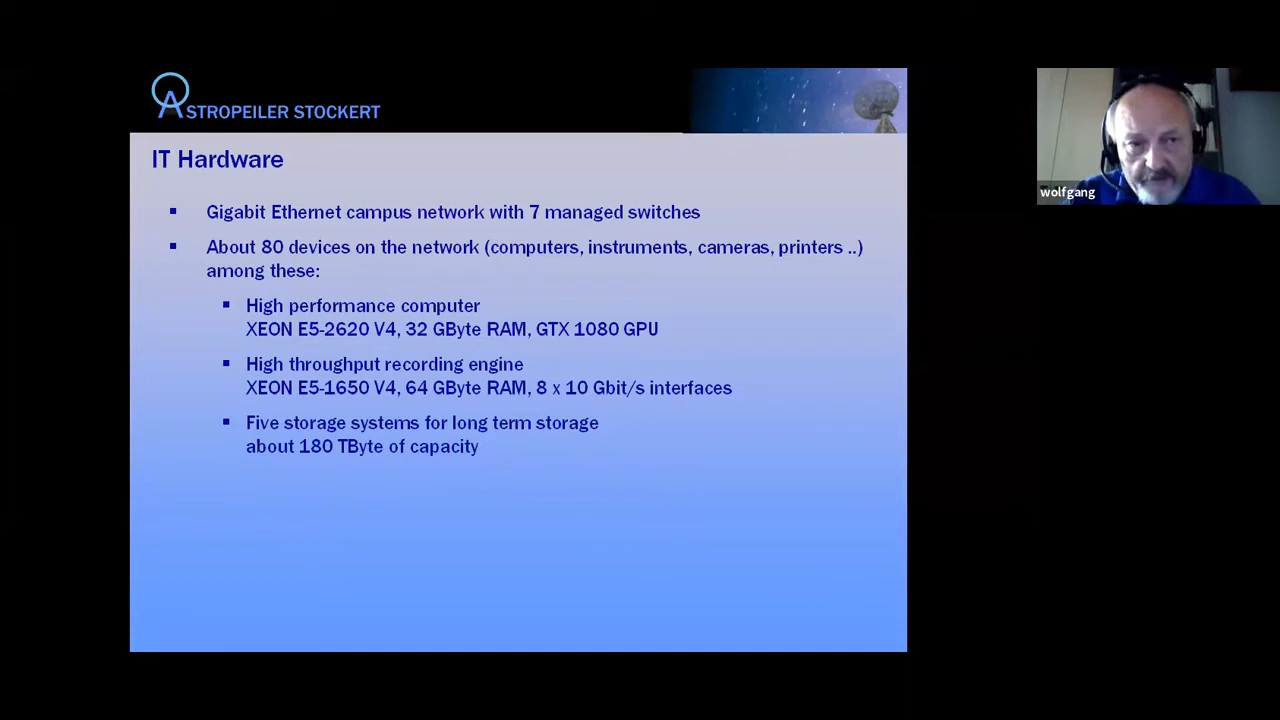 ASTROPEILER STOCKERT
IT Hardware
Gigabit Ethernet campus network with 7 managed switches
About 80 devices on the network (computers, instruments, cameras, printers ..)
among these:
High performance computer
XEON E5-2620 V4, 32 GByte RAM, GTX 1080 GPU
High throughput recording engine
XEON E5-1650 V4, 64 GByte RAM, 8 x 10 Gbit/s interfaces
Five storage systems for long term storage
about 180 TByte of capacity
wolfgang